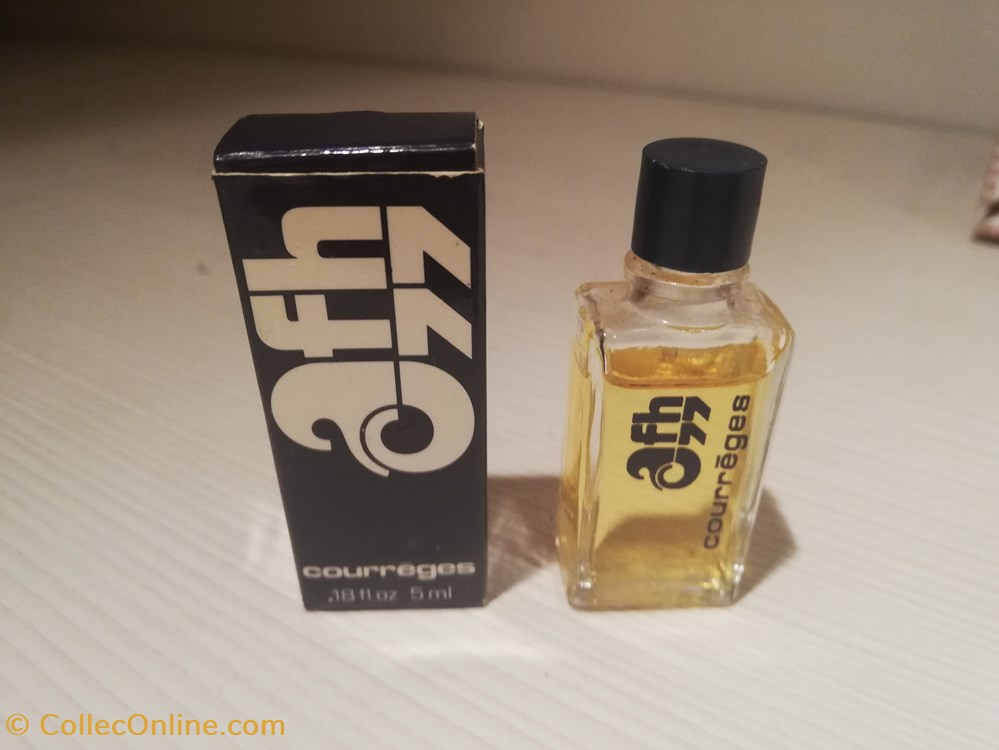 afh
77
courrèges
.18 fl.oz 5 ml
afh
77
courrèges
© CollecOnline.com